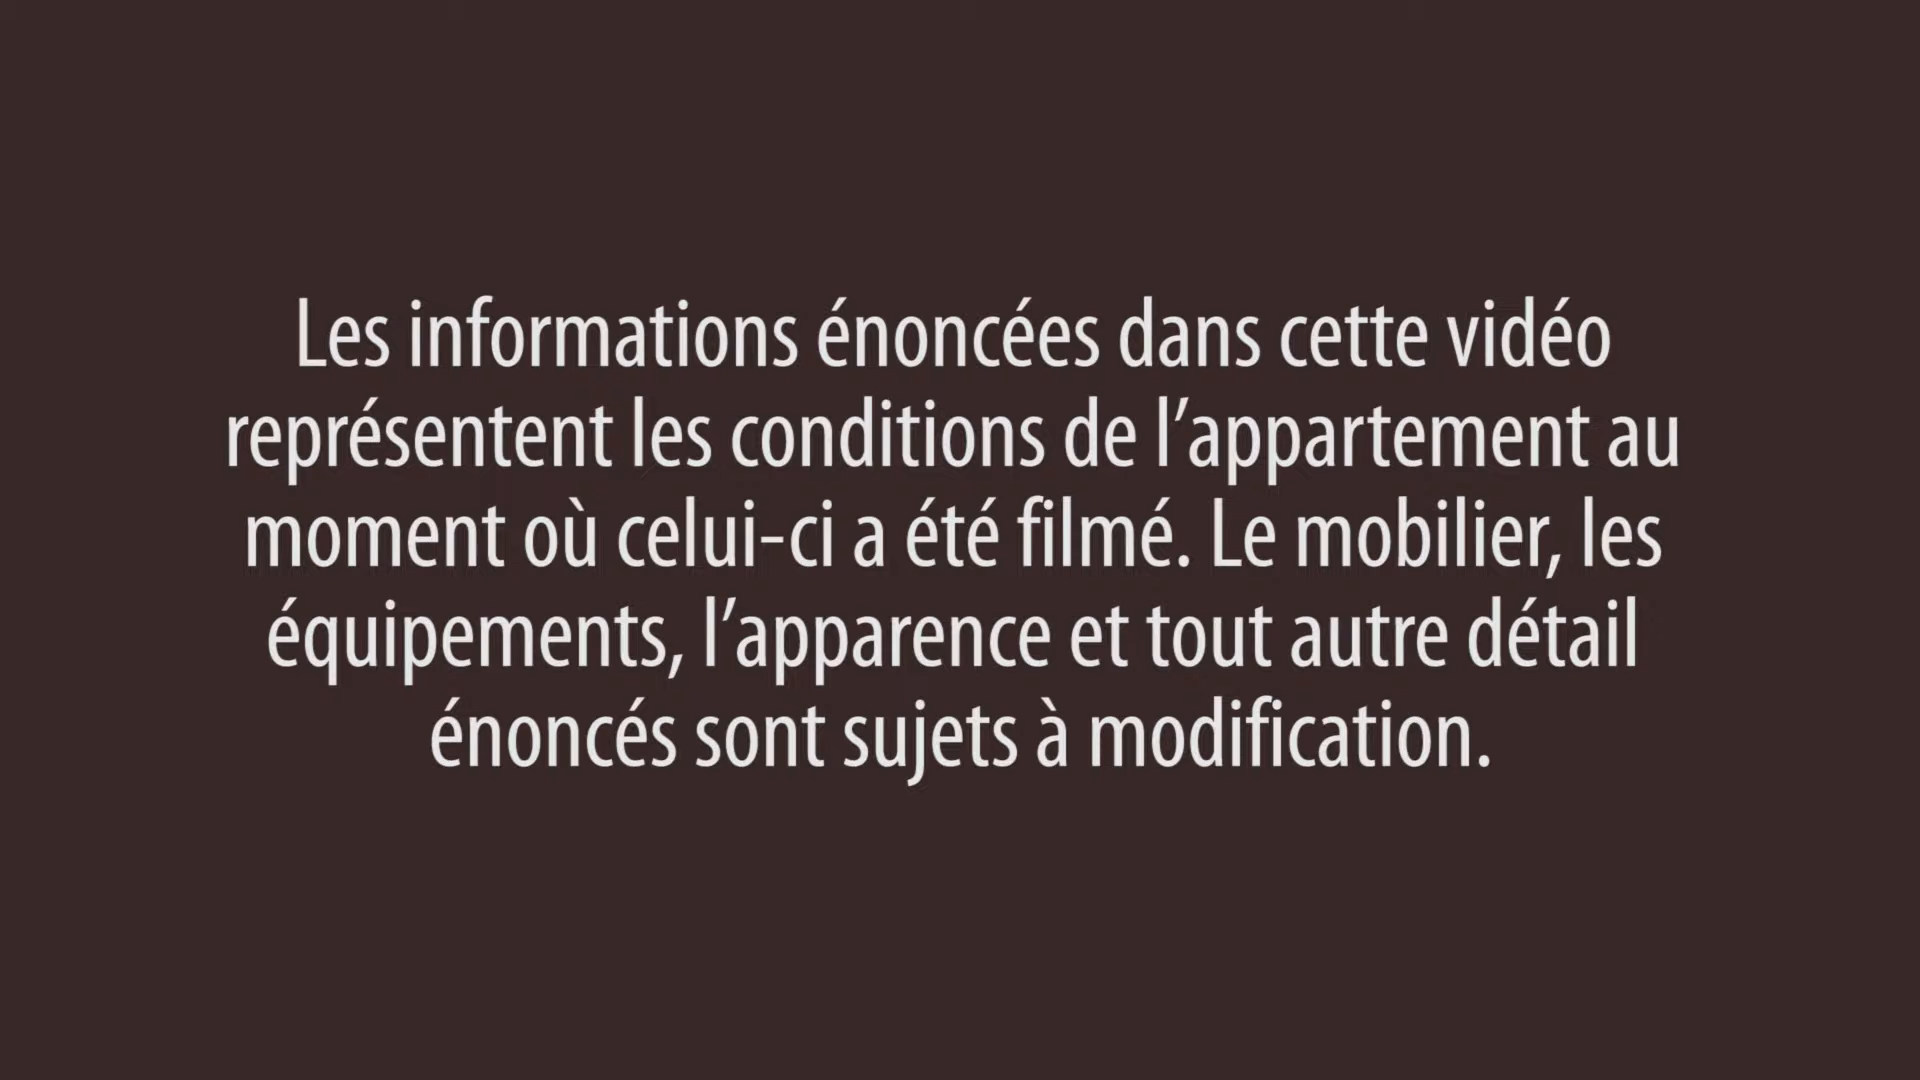 Les informations énoncées dans cette vidéo
représentent les conditions de l’appartement au
moment où celui-ci a été filmé. Le mobilier, les
équipements, l’apparence et tout autre détail
énoncés sont sujets à modification.